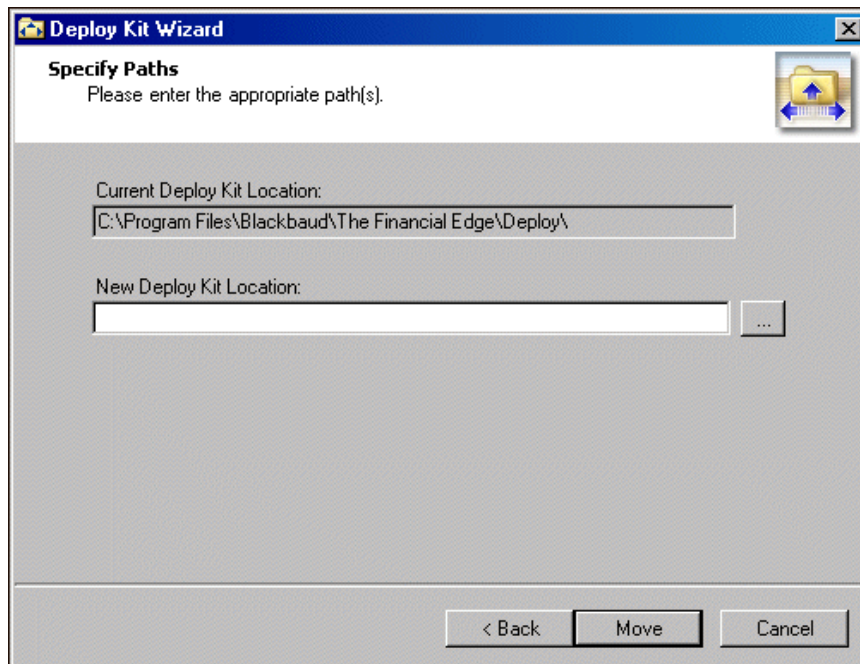 Deploy Kit Wizard
Specify Paths
Please enter the appropriate path(s).
Current Deploy Kit Location:
C:\Program Files\Blackbaud\The Financial Edge\Deploy\
New Deploy Kit Location:
...
< Back
Move
Cancel